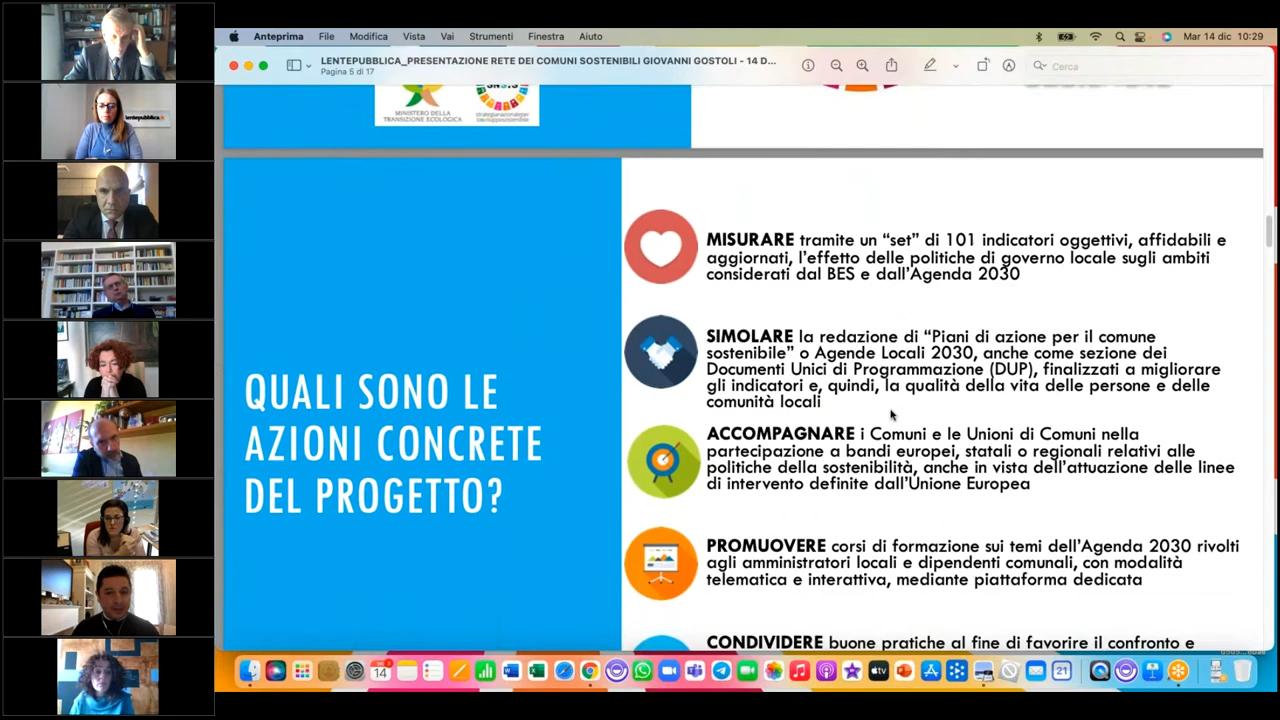 Anteprima File Modifica Vista Vai Strumenti Finestra Aiuto
Mar 14 dic 10:29
LENTEPUBBLICA_PRESENTAZIONE RETE DEI COMUNI SOSTENIBILI GIOVANNI GOSTOLI - 14 D...
Pagina 5 di 17
Cerca
MINISTERO DELLA
TRANSIZIONE ECOLOGICA
lentepubblica.it
QUALI SONO LE
AZIONI CONCRETE
DEL PROGETTO?
MISURARE tramite un “set” di 101 indicatori oggettivi, affidabili e
aggiornati, l’effetto delle politiche di governo locale sugli ambiti
considerati dal BES e dall’Agenda 2030
SIMOLARE la redazione di “Piani di azione per il comune
sostenibile” o Agende Locali 2030, anche come sezione dei
Documenti Unici di Programmazione (DUP), finalizzati a migliorare
gli indicatori e, quindi, la qualità della vita delle persone e delle
comunità locali
ACCOMPAGNARE i Comuni e le Unioni di Comuni nella
partecipazione a bandi europei, statali o regionali relativi alle
politiche della sostenibilità, anche in vista dell’attuazione delle linee
di intervento definite dall’Unione Europea
PROMUOVERE corsi di formazione sui temi dell’Agenda 2030 rivolti
agli amministratori locali e dipendenti comunali, con modalità
telematica e interattiva, mediante piattaforma dedicata
CONDIVIDERE buone pratiche al fine di favorire il confronto e
14
tv
21